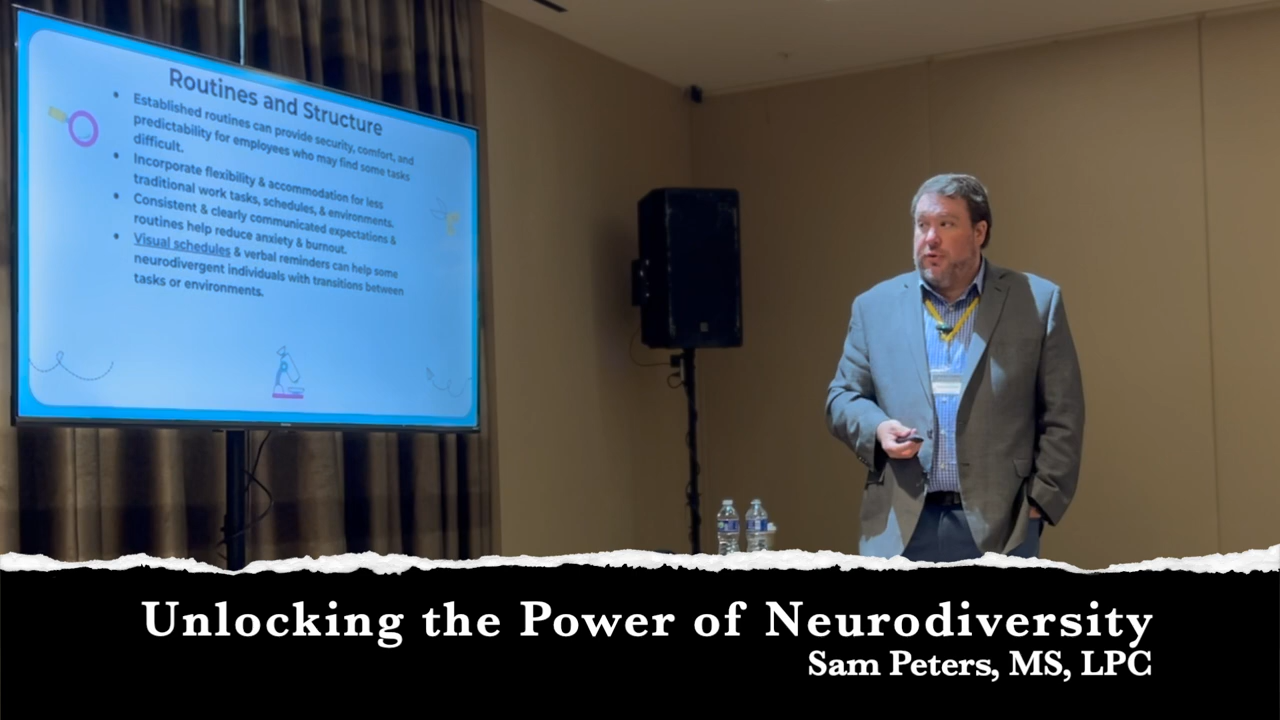 Routines and Structure
• Established routines can provide security, comfort, and
predictability for employees who may find some tasks
difficult.
• Incorporate flexibility & accommodation for less
traditional work tasks, schedules, & environments.
• Consistent & clearly communicated expectations &
routines help reduce anxiety & burnout.
• Visual schedules & verbal reminders can help some
neurodivergent individuals with transitions between
tasks or environments.
Unlocking the Power of Neurodiversity
Sam Peters, MS, LPC